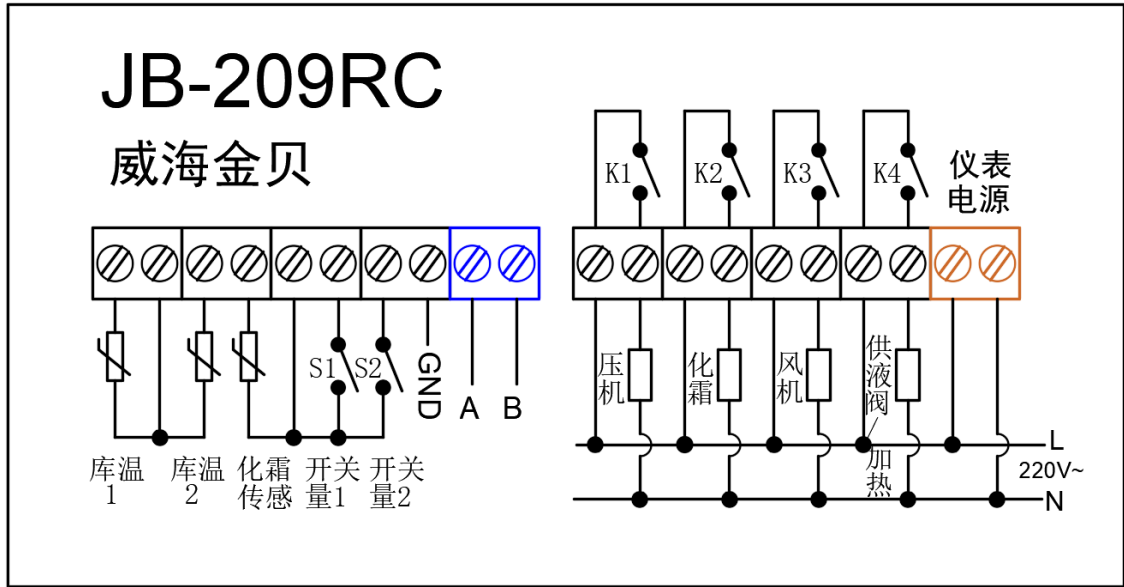 JB-209RC
威海金贝
K1
K2
K3
K4
仪表
电源
S1
S2
GND
A
B
库温
1
库温
2
化霜
传感
开关
量1
开关
量2
压机
化霜
风机
供液阀/加热
L
220V~
N